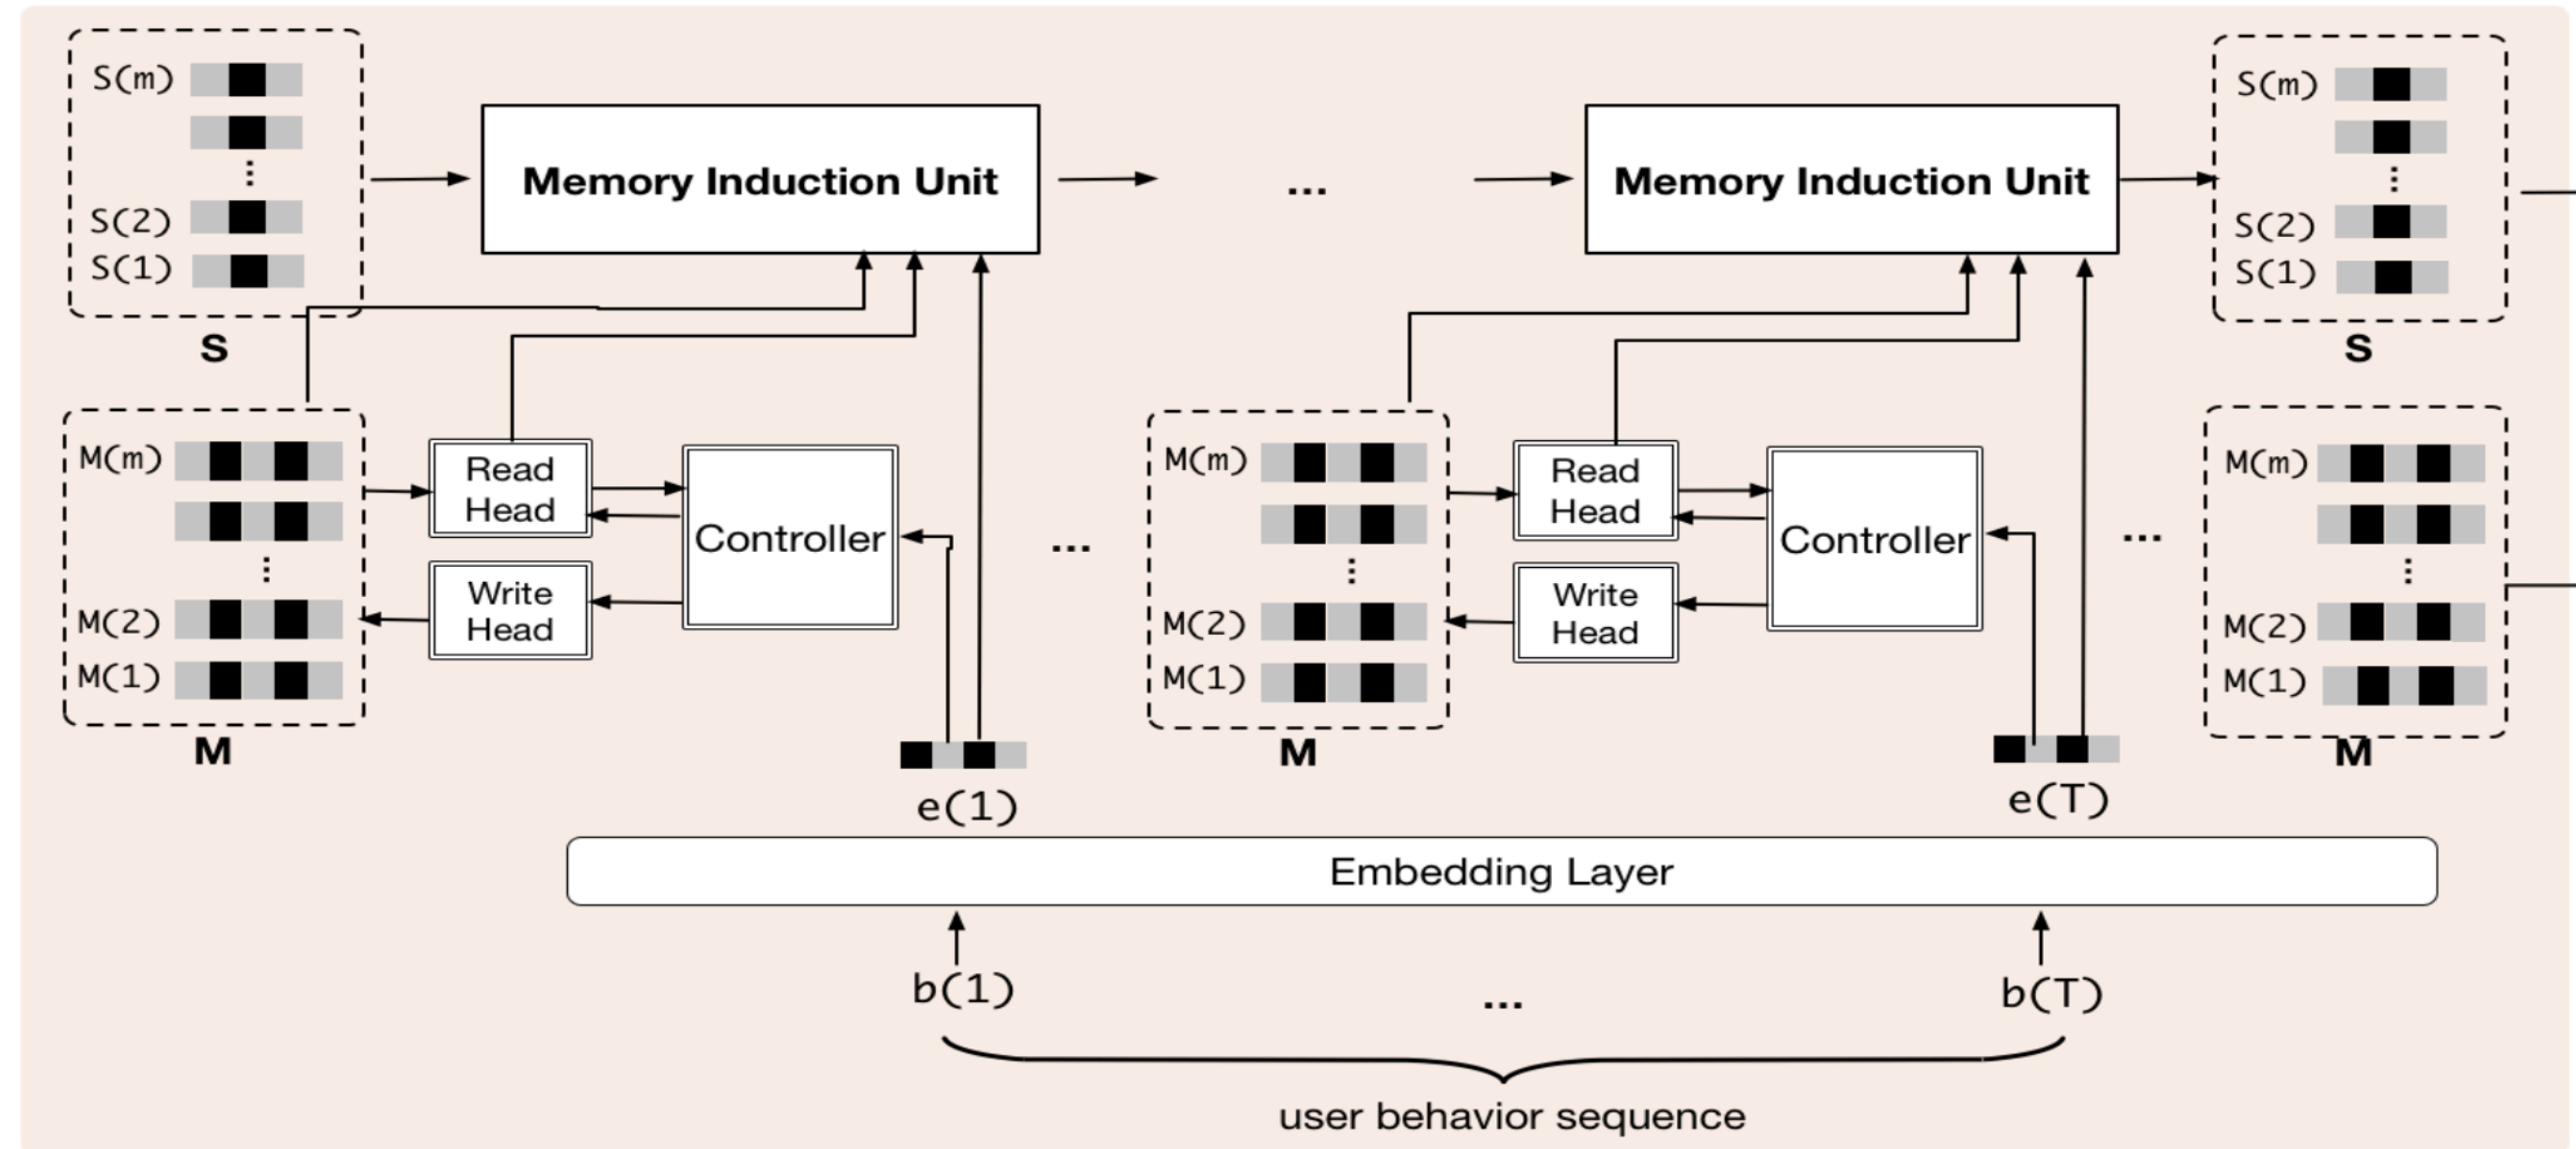 S(m)
S(2)
S(1)
S
Memory Induction Unit
...
Memory Induction Unit
S(m)
S(2)
S(1)
S
M(m)
M(2)
M(1)
M
Read
Head
Write
Head
Controller
...
M(m)
M(2)
M(1)
M
Read
Head
Write
Head
Controller
...
M(m)
M(2)
M(1)
M
e(1)
e(T)
Embedding Layer
b(1)
...
b(T)
user behavior sequence